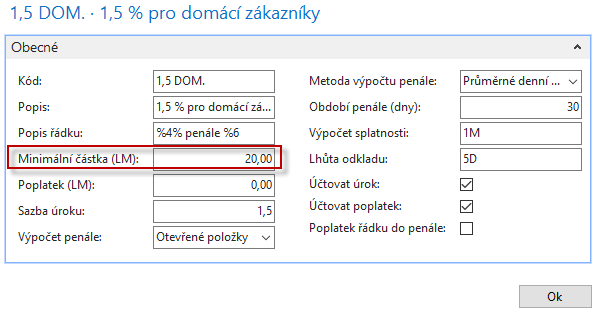 1,5 DOM. · 1,5 % pro domácí zákazníky
Obecné
Kód: 1,5 DOM.
Popis: 1,5 % pro domácí zá...
Popis řádku: %4% penále %6
Minimální částka (LM): 20,00
Poplatek (LM): 0,00
Sazba úroku: 1,5
Výpočet penále: Otevřené položky
Metoda výpočtu penále: Průměrné denní ...
Období penále (dny): 30
Výpočet splatnosti: 1M
Lhůta odkladu: 5D
Účtovat úrok:
Účtovat poplatek:
Poplatek řádku do penále:
Ok